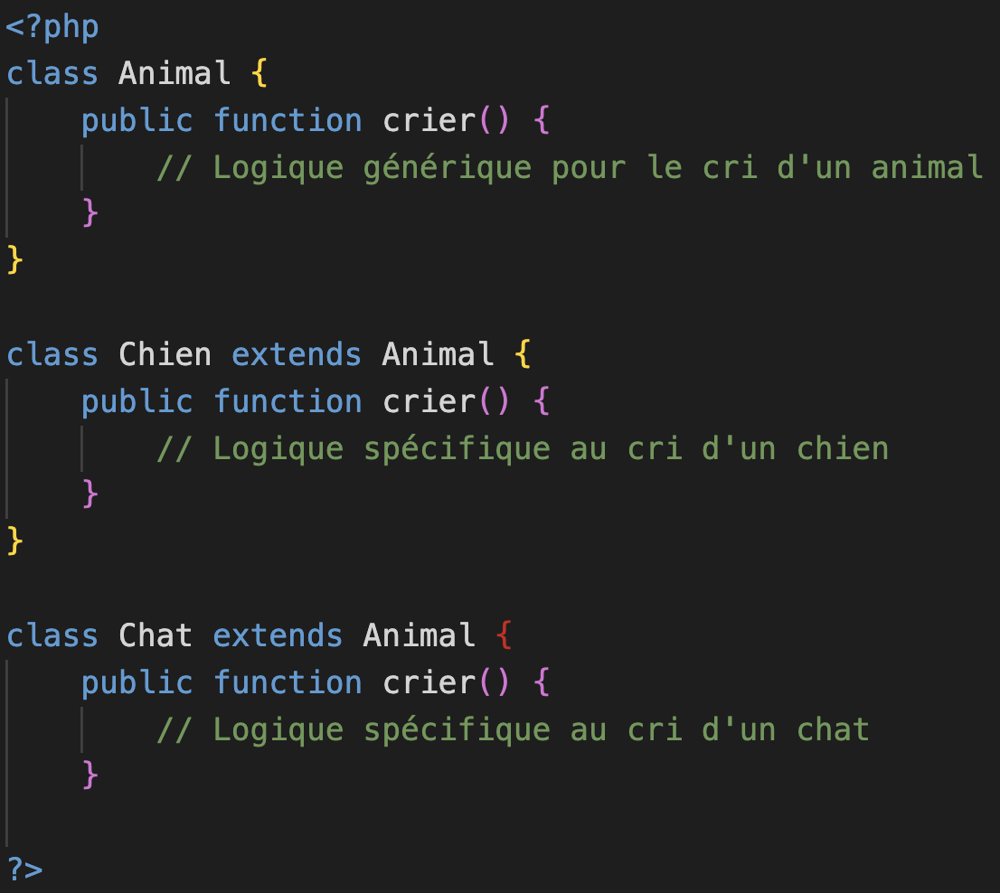 <?php
class Animal {
    public function crier() {
        // Logique générique pour le cri d'un animal
    }
}

class Chien extends Animal {
    public function crier() {
        // Logique spécifique au cri d'un chien
    }
}

class Chat extends Animal {
    public function crier() {
        // Logique spécifique au cri d'un chat
    }

?>